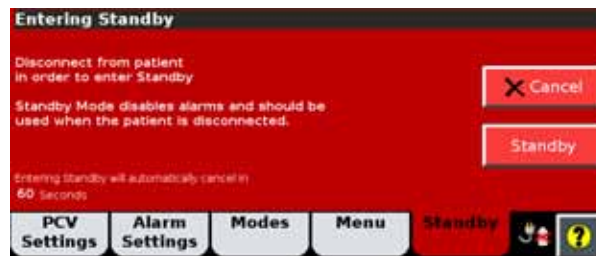 Entering Standby
Disconnect from patient
in order to enter Standby
Standby Mode disables alarms and should be
used when the patient is disconnected.
Cancel
Standby
Entering Standby will automatically cancel in
60 Seconds
PCV Settings
Alarm Settings
Modes
Menu
Standby
?